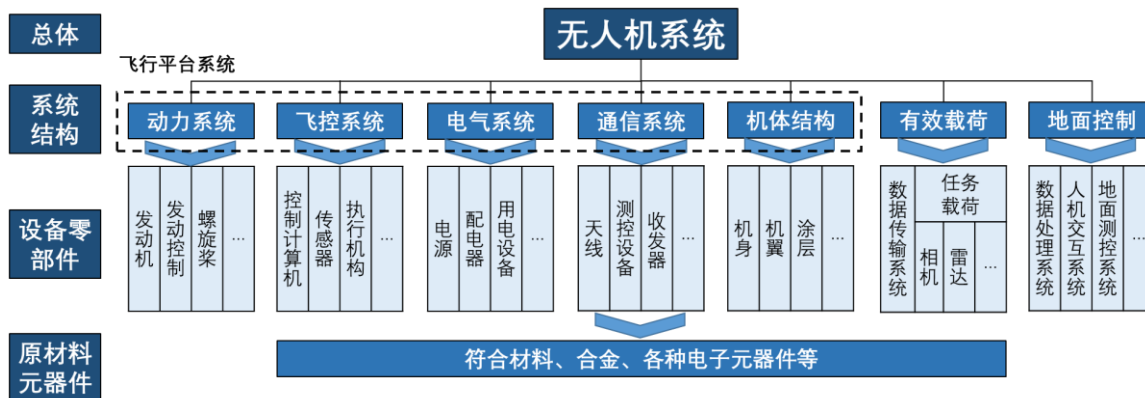 总体
无人机系统
飞行平台系统
系统
结构
动力系统
飞控系统
电气系统
通信系统
机体结构
有效载荷
地面控制
设备零
部件
发动机
发动控制
螺旋桨
...
控制计算机
传感器
执行机构
...
电源
配电器
用电设备
...
天线
测控设备
收发器
...
机身
机翼
涂层
...
数据传输系统
任务
载荷
相机
雷达
...
数据处理系统
人机交互系统
地面测控系统
...
原材料
元器件
符合材料、合金、各种电子元器件等